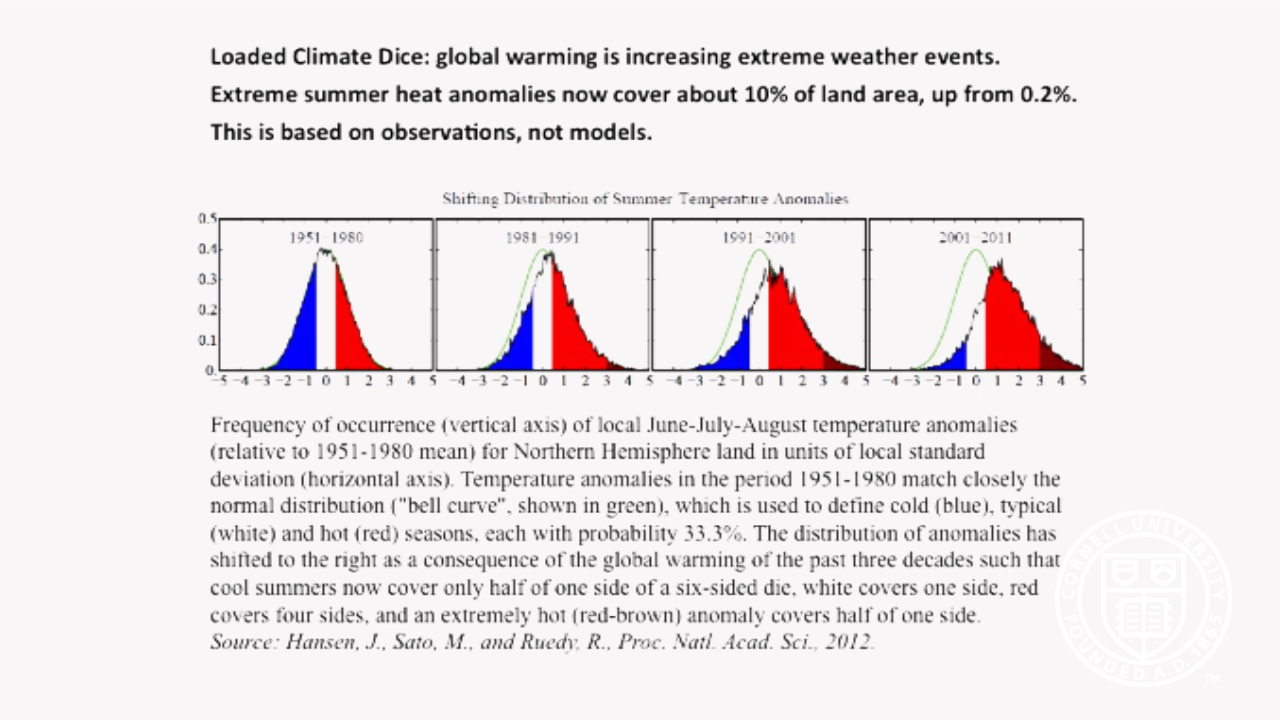 Loaded Climate Dice: global warming is increasing extreme weather events.
Extreme summer heat anomalies now cover about 10% of land area, up from 0.2%.
This is based on observations, not models.
Shifting Distribution of Summer Temperature Anomalies
1951-1980 1981-1991 1991-2001 2001-2011
0.5
0.4
0.3
0.2
0.1
0.
-5 -4 -3 -2 -1 0 1 2 3 4 5 -4 -3 -2 -1 0 1 2 3 4 5 -4 -3 -2 -1 0 1 2 3 4 5 -4 -3 -2 -1 0 1 2 3 4 5
Frequency of occurrence (vertical axis) of local June-July-August temperature anomalies
(relative to 1951-1980 mean) for Northern Hemisphere land in units of local standard
deviation (horizontal axis). Temperature anomalies in the period 1951-1980 match closely the
normal distribution ("bell curve", shown in green), which is used to define cold (blue), typical
(white) and hot (red) seasons, each with probability 33.3%. The distribution of anomalies has
shifted to the right as a consequence of the global warming of the past three decades such that
cool summers now cover only half of one side of a six-sided die, white covers one side, red
covers four sides, and an extremely hot (red-brown) anomaly covers half of one side.
Source: Hansen, J., Sato, M., and Ruedy, R., Proc. Natl. Acad. Sci., 2012.
CORNELL UNIVERSITY
FOUNDED A.D. 1865
TM